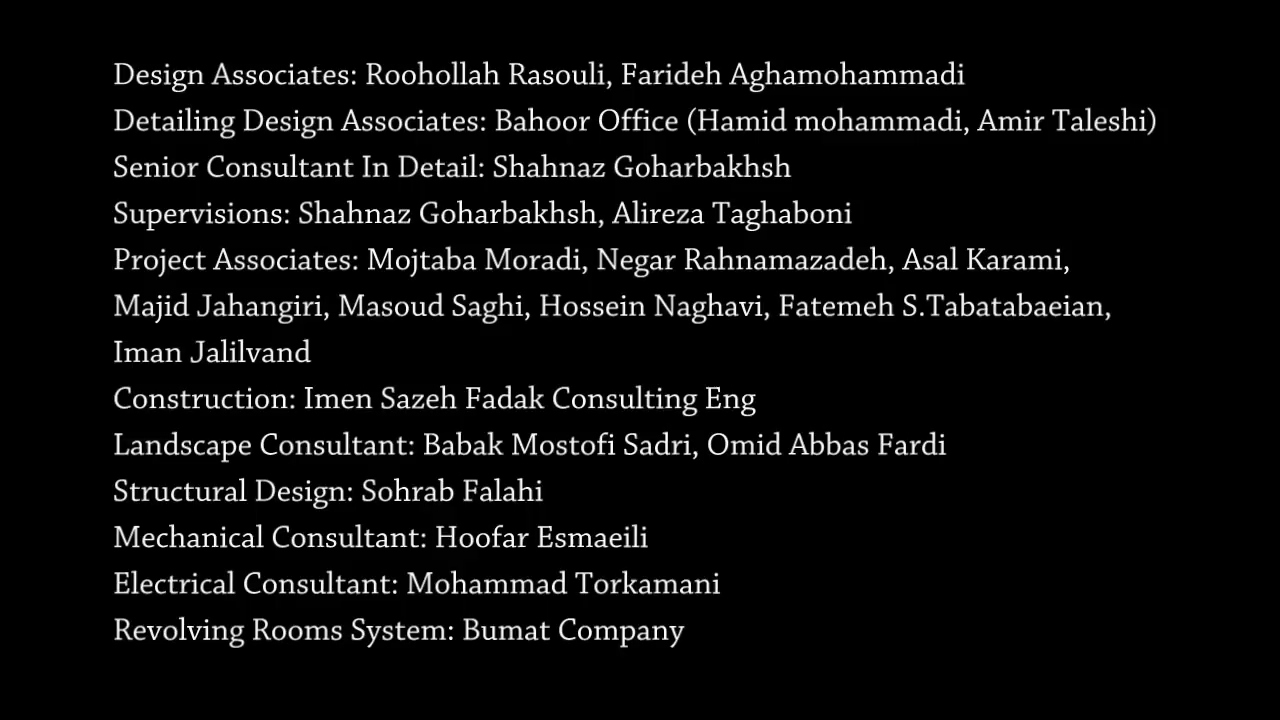 Design Associates: Roohollah Rasouli, Farideh Aghamohammadi
Detailing Design Associates: Bahoor Office (Hamid mohammadi, Amir Taleshi)
Senior Consultant In Detail: Shahnaz Goharbakhsh
Supervisions: Shahnaz Goharbakhsh, Alireza Taghaboni
Project Associates: Mojtaba Moradi, Negar Rahnamazadeh, Asal Karami,
Majid Jahangiri, Masoud Saghi, Hossein Naghavi, Fatemeh S.Tabatabaeian,
Iman Jalilvand
Construction: Imen Sazeh Fadak Consulting Eng
Landscape Consultant: Babak Mostofi Sadri, Omid Abbas Fardi
Structural Design: Sohrab Falahi
Mechanical Consultant: Hoofar Esmaeili
Electrical Consultant: Mohammad Torkamani
Revolving Rooms System: Bumat Company